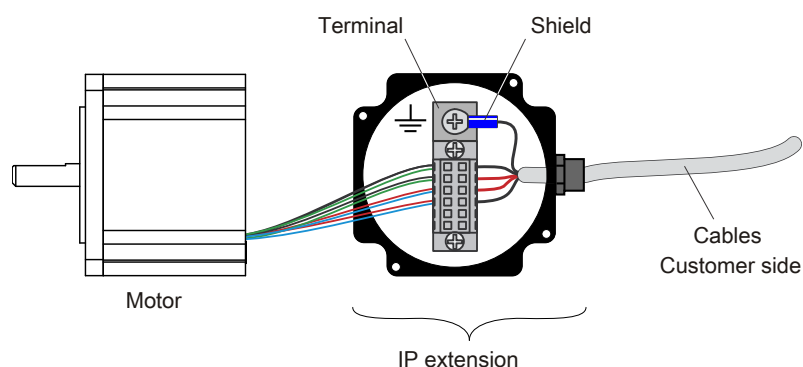 Terminal
Shield
Cables
Customer side
Motor
IP extension